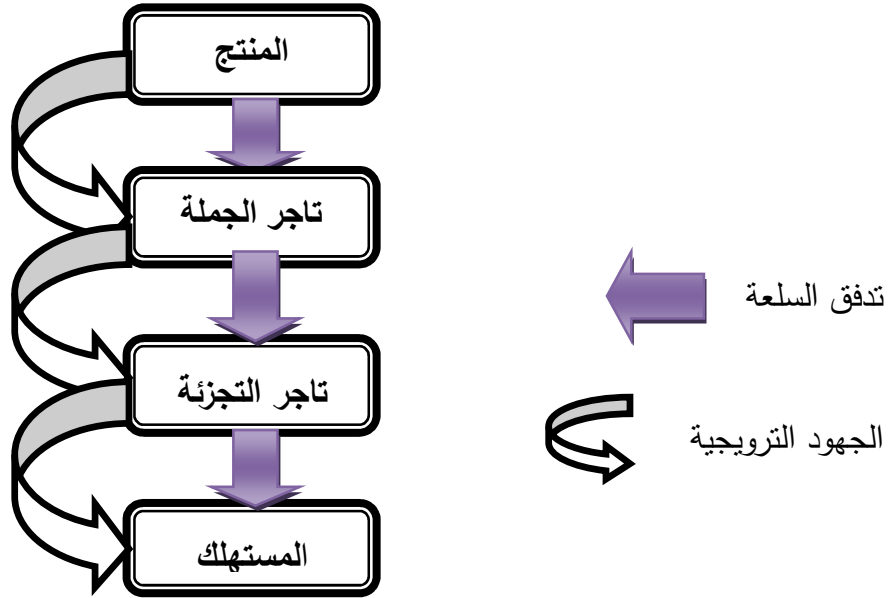 المنتج
تاجر الجملة
تدفق السلعة
تاجر التجزئة
الجهود الترويجية
المستهلك